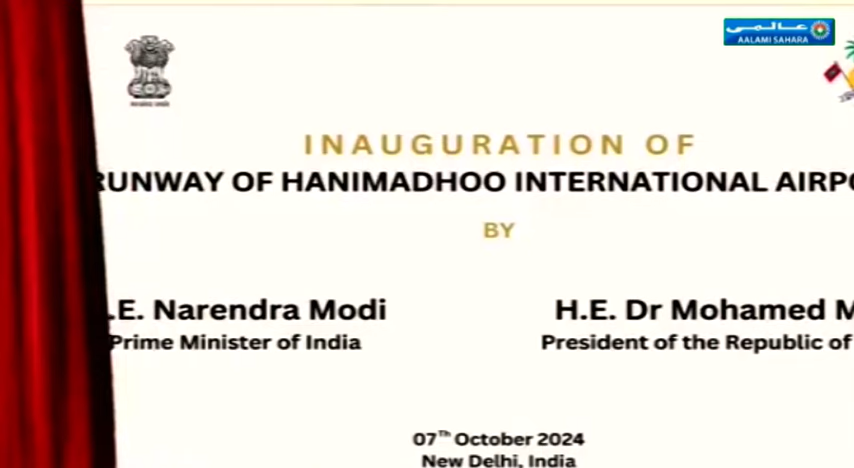 عالمی
AALAMI SAHARA
INAUGURATION OF
RUNWAY OF HANIMADHOO INTERNATIONAL AIRPO
BY
.E. Narendra Modi
Prime Minister of India
H.E. Dr Mohamed M
President of the Republic of
07Th October 2024
New Delhi, India